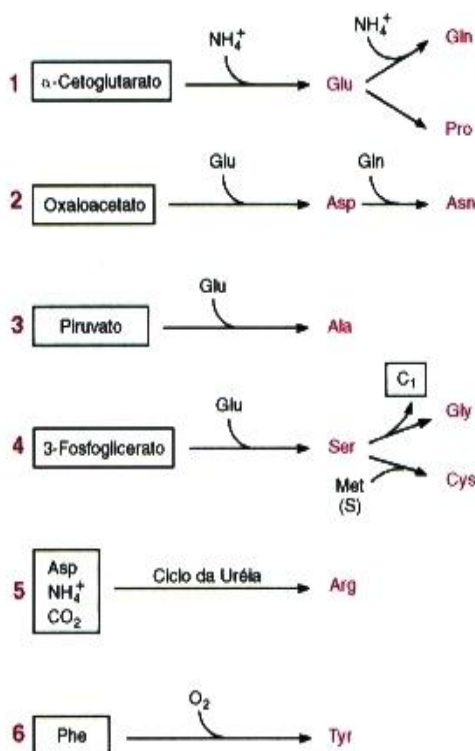 NH₄⁺ NH₄⁺ Gln
1 α-Cetoglutarato Glu
Pro
Glu Gln
2 Oxaloacetato Asp Asn
Glu
3 Piruvato Ala
C₁
Glu Gly
4 3-Fosfoglicerato Ser
Met Cys
(S)
Asp
5 NH₄⁺ Ciclo da Uréia Arg
CO₂
O₂
6 Phe Tyr